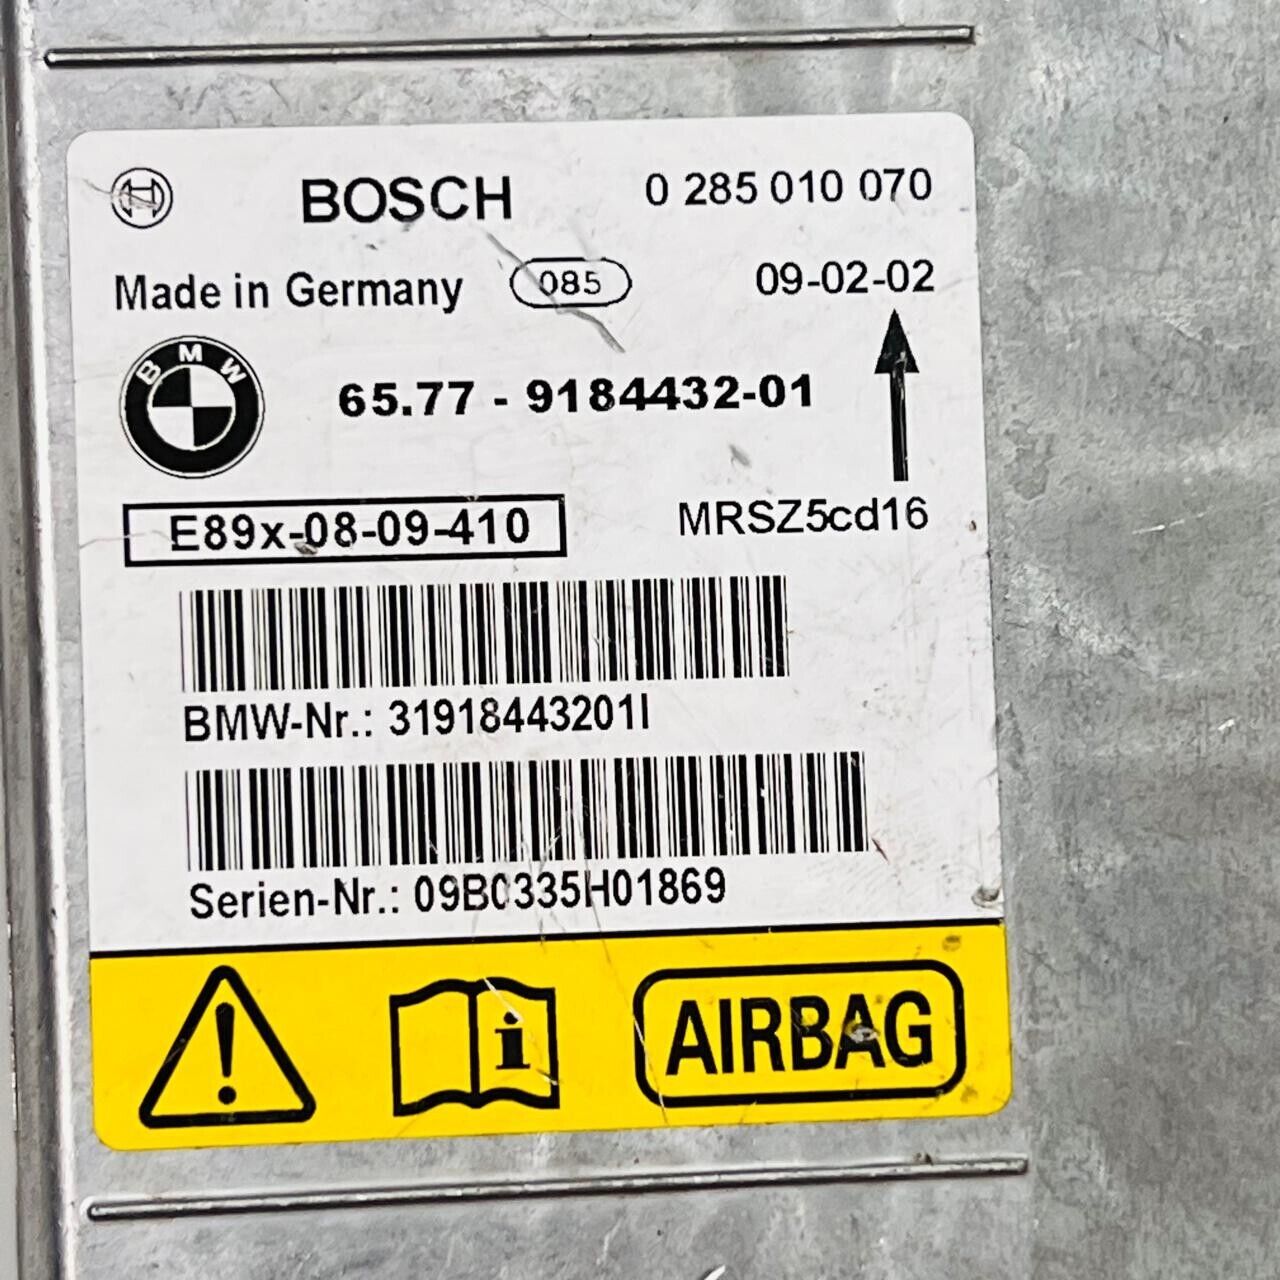 BOSCH 0 285 010 070
Made in Germany 085 09-02-02
BMW
65.77 - 9184432-01
E89x-08-09-410 MRSZ5cd16
BMW-Nr.: 31918443201I
Serien-Nr.: 09B0335H01869
! i AIRBAG